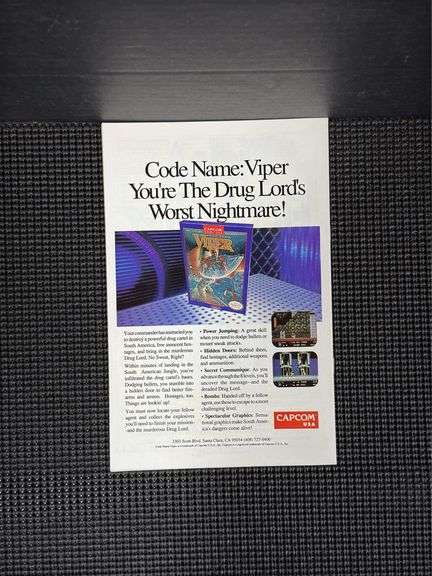 Code Name: Viper
You're The Drug Lord's
Worst Nightmare!
CAPCOM
VIPER
Your commander has instructed you
to destroy a powerful drug cartel in
South America, free innocent hos-
tages, and bring in the murderous
Drug Lord. No Sweat, Right?
Within minutes of landing in the
South American Jungle, you've
infiltrated the drug cartel's bases.
Dodging bullets, you stumble into
a hidden door to find better fire-
arms and ammo. Hostages, too.
Things are lookin' up!
You must now locate your fellow
agent and collect the explosives
you'll need to finish your mission-
and the murderous Drug Lord.
• Power Jumping: A great skill
when you need to dodge bullets or
mount sneak attacks.
• Hidden Doors: Behind them,
find hostages, additional weapons,
and ammunition.
• Secret Communique: As you
advance through the 8 levels, you'll
uncover the message—and the
dreaded Drug Lord.
• Bombs: Handed off by a fellow
agent, use these to escape to a more
challenging level.
• Spectacular Graphics: Sensa-
tional graphics make South Amer-
ica's dangers come alive!
CAPCOM
USA
3303 Scott Blvd. Santa Clara, CA 95054 (408) 727-0400